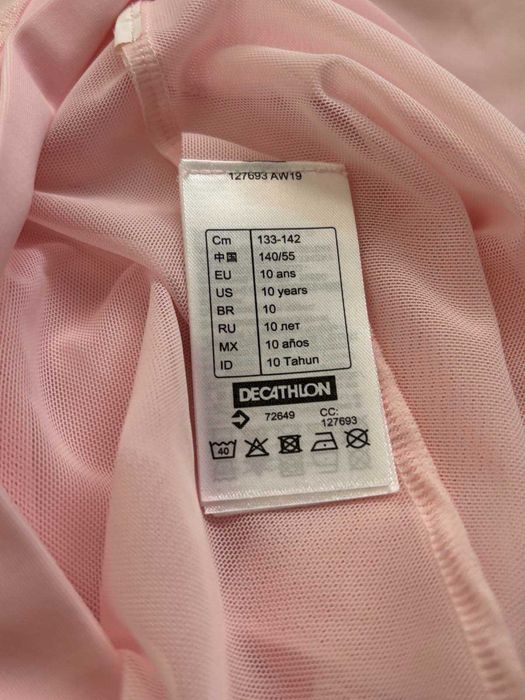 127693 AW19
Cm 133-142
中国 140/55
EU 10 ans
US 10 years
BR 10
RU 10 лет
MX 10 años
ID 10 Tahun
DECATHLON
72649 CC: 127693
40